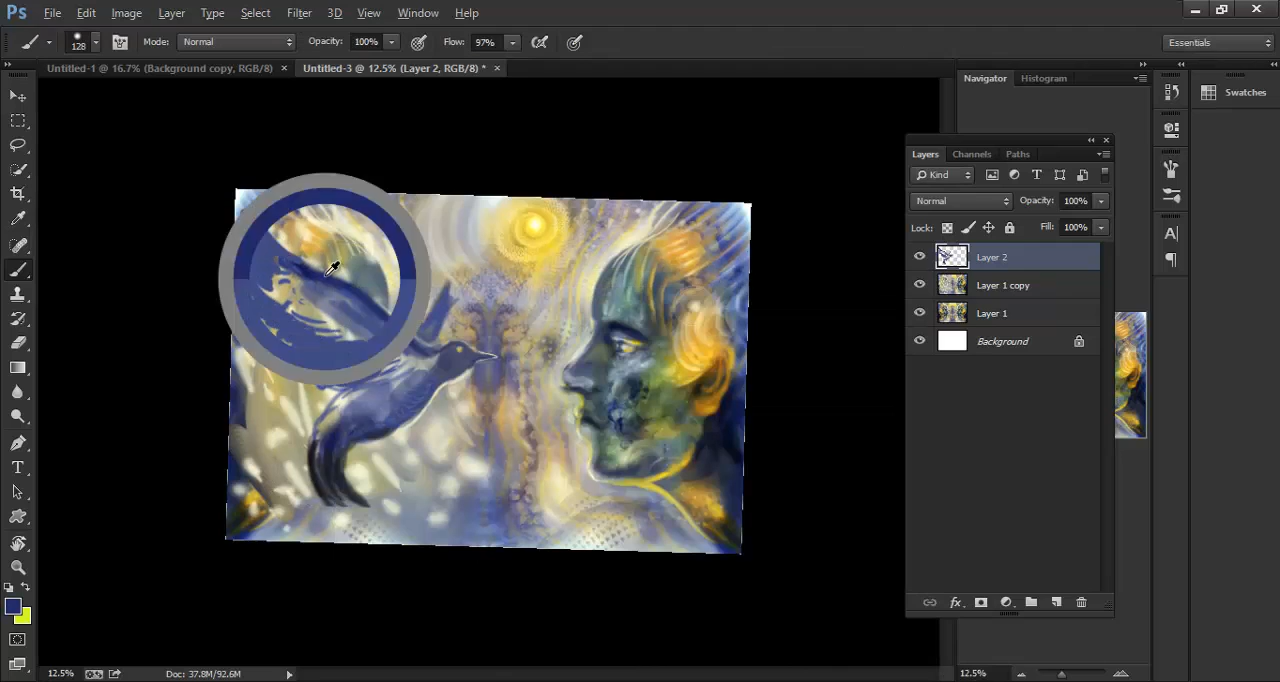 Ps File Edit Image Layer Type Select Filter 3D View Window Help
128 Mode: Normal Opacity: 100% Flow: 97% Essentials
Untitled-1 @ 16.7% (Background copy, RGB/8) × Untitled-3 @ 12.5% (Layer 2, RGB/8) * ×
Navigator Histogram
Swatches
Layers Channels Paths
Kind
Normal Opacity: 100%
Lock: Fill: 100%
Layer 2
Layer 1 copy
Layer 1
Background
fx
12.5% Doc: 37.8M/92.6M 12.5%